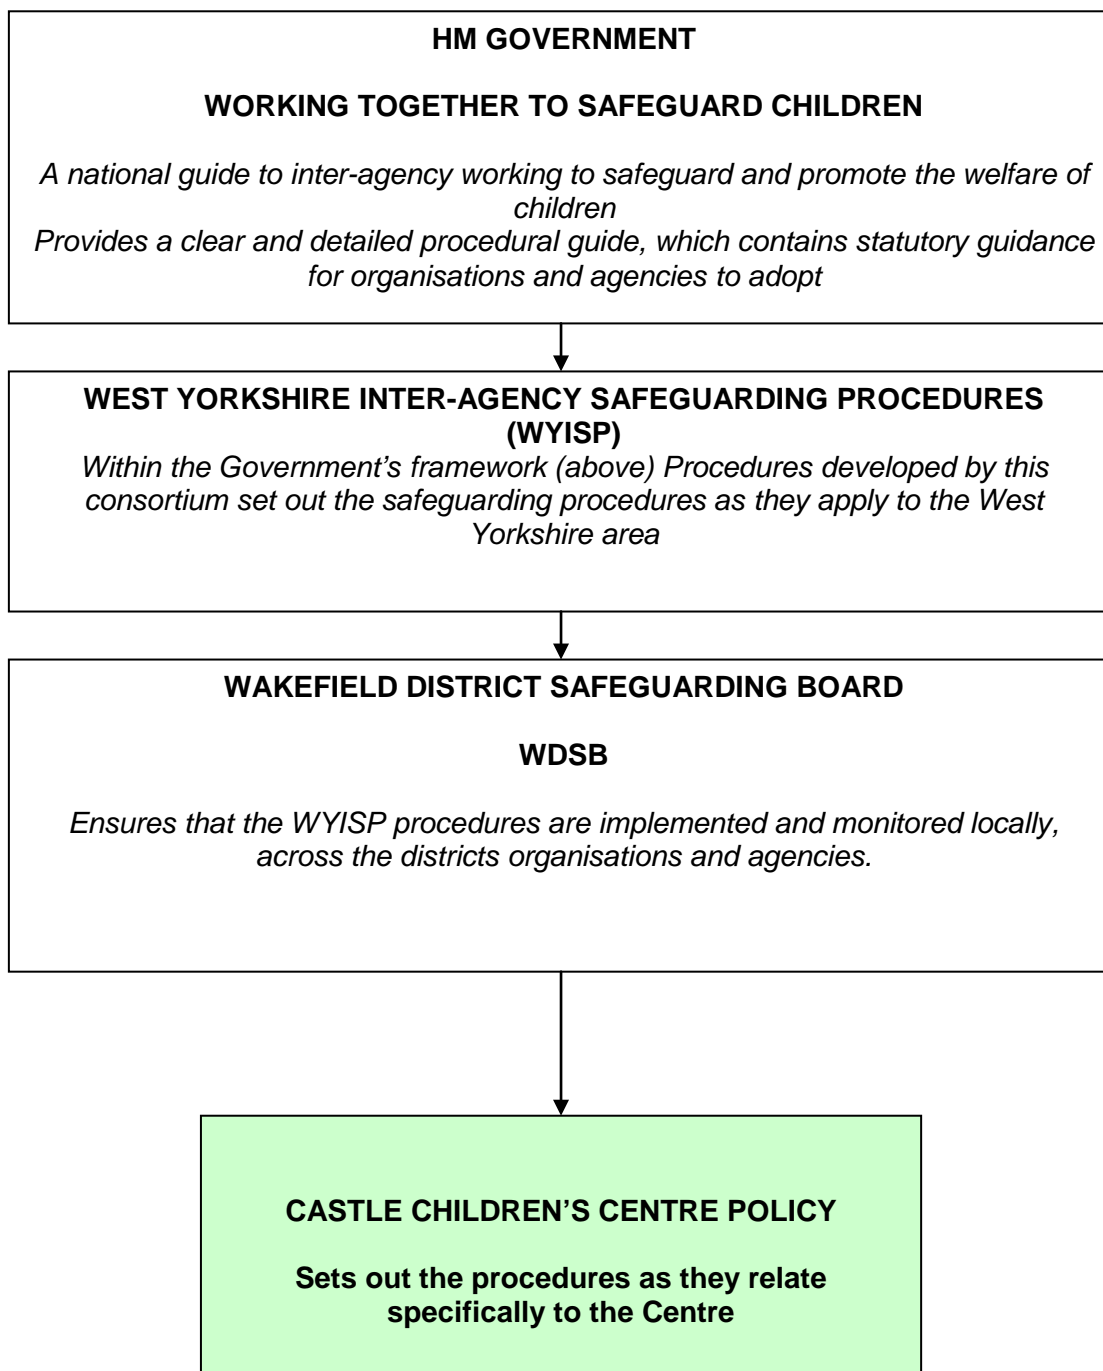 HM GOVERNMENT
WORKING TOGETHER TO SAFEGUARD CHILDREN
A national guide to inter-agency working to safeguard and promote the welfare of
children
Provides a clear and detailed procedural guide, which contains statutory guidance
for organisations and agencies to adopt
WEST YORKSHIRE INTER-AGENCY SAFEGUARDING PROCEDURES
(WYISP)
Within the Government’s framework (above) Procedures developed by this
consortium set out the safeguarding procedures as they apply to the West
Yorkshire area
WAKEFIELD DISTRICT SAFEGUARDING BOARD
WDSB
Ensures that the WYISP procedures are implemented and monitored locally,
across the districts organisations and agencies.
CASTLE CHILDREN’S CENTRE POLICY
Sets out the procedures as they relate
specifically to the Centre